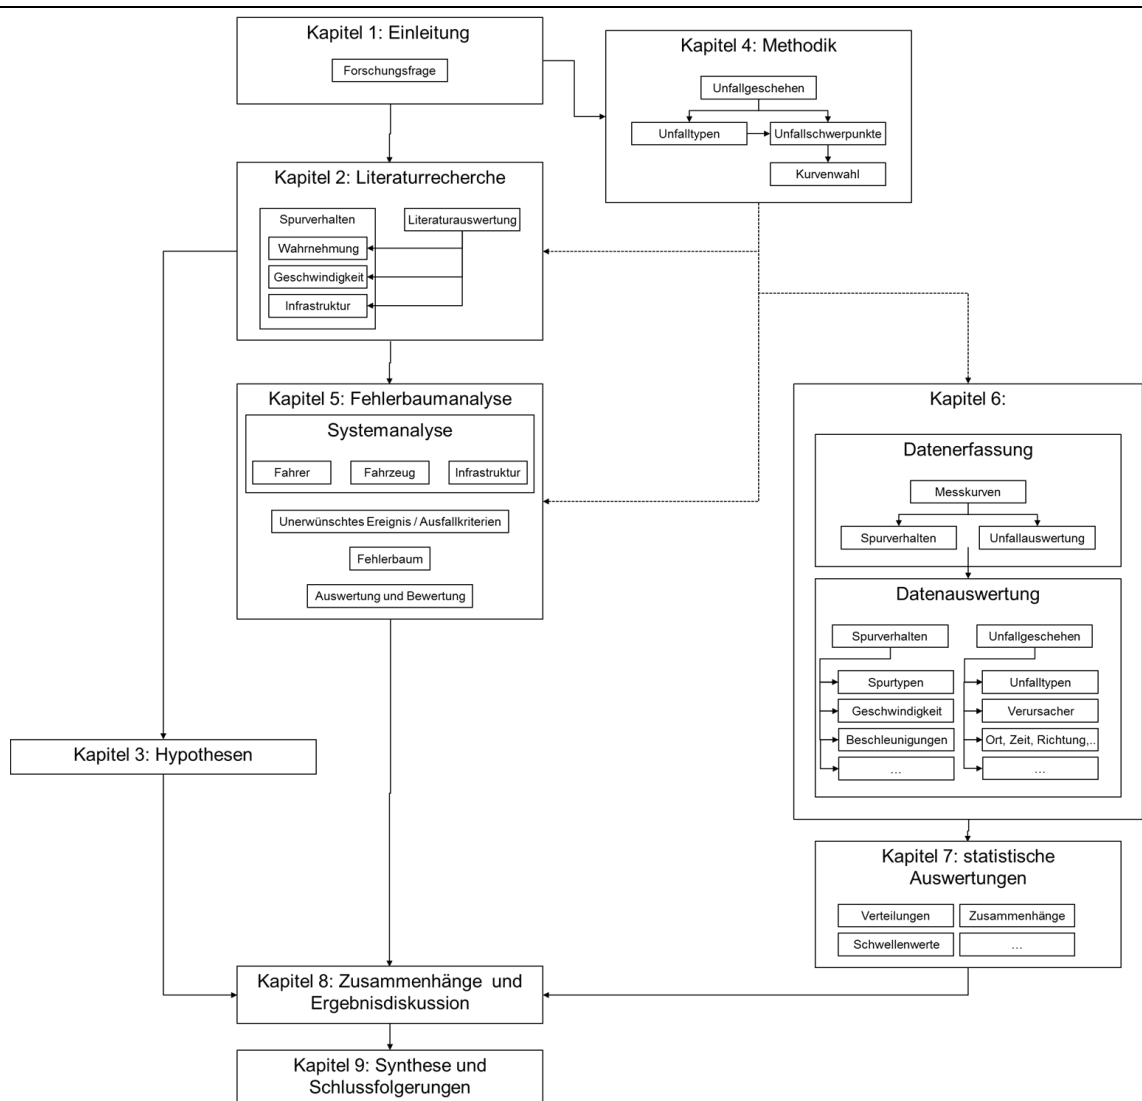 Kapitel 1: Einleitung
Forschungsfrage
Kapitel 4: Methodik
Unfallgeschehen
Unfalltypen
Unfallschwerpunkte
Kurvenwahl
Kapitel 2: Literaturrecherche
Spurverhalten
Literaturauswertung
Wahrnehmung
Geschwindigkeit
Infrastruktur
Kapitel 5: Fehlerbaumanalyse
Systemanalyse
Fahrer
Fahrzeug
Infrastruktur
Unerwünschtes Ereignis / Ausfallkriterien
Fehlerbaum
Auswertung und Bewertung
Kapitel 6:
Datenerfassung
Messkurven
Spurverhalten
Unfallauswertung
Datenauswertung
Spurverhalten
Unfallgeschehen
Spurtypen
Unfalltypen
Geschwindigkeit
Verursacher
Beschleunigungen
Ort, Zeit, Richtung,..
…
…
Kapitel 3: Hypothesen
Kapitel 7: statistische
Auswertungen
Verteilungen
Zusammenhänge
Schwellenwerte
…
Kapitel 8: Zusammenhänge und
Ergebnisdiskussion
Kapitel 9: Synthese und
Schlussfolgerungen